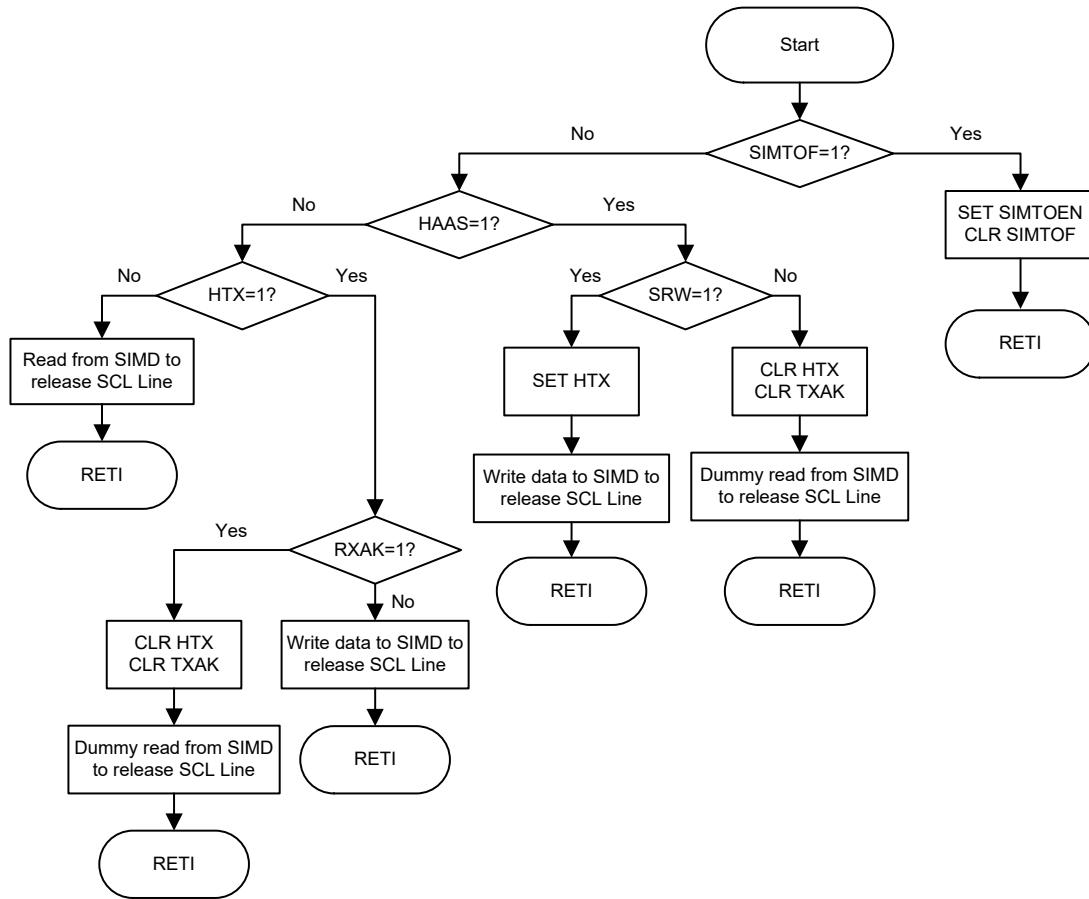 Start
No
Yes
SIMTOF=1?
No
Yes
HAAS=1?
SET SIMTOEN
CLR SIMTOF
No
Yes
Yes
No
HTX=1?
SRW=1?
RETI
Read from SIMD to
release SCL Line
SET HTX
CLR HTX
CLR TXAK
RETI
Write data to SIMD to
release SCL Line
Dummy read from SIMD
to release SCL Line
Yes
RXAK=1?
RETI
RETI
No
CLR HTX
CLR TXAK
Write data to SIMD to
release SCL Line
Dummy read from SIMD
to release SCL Line
RETI
RETI